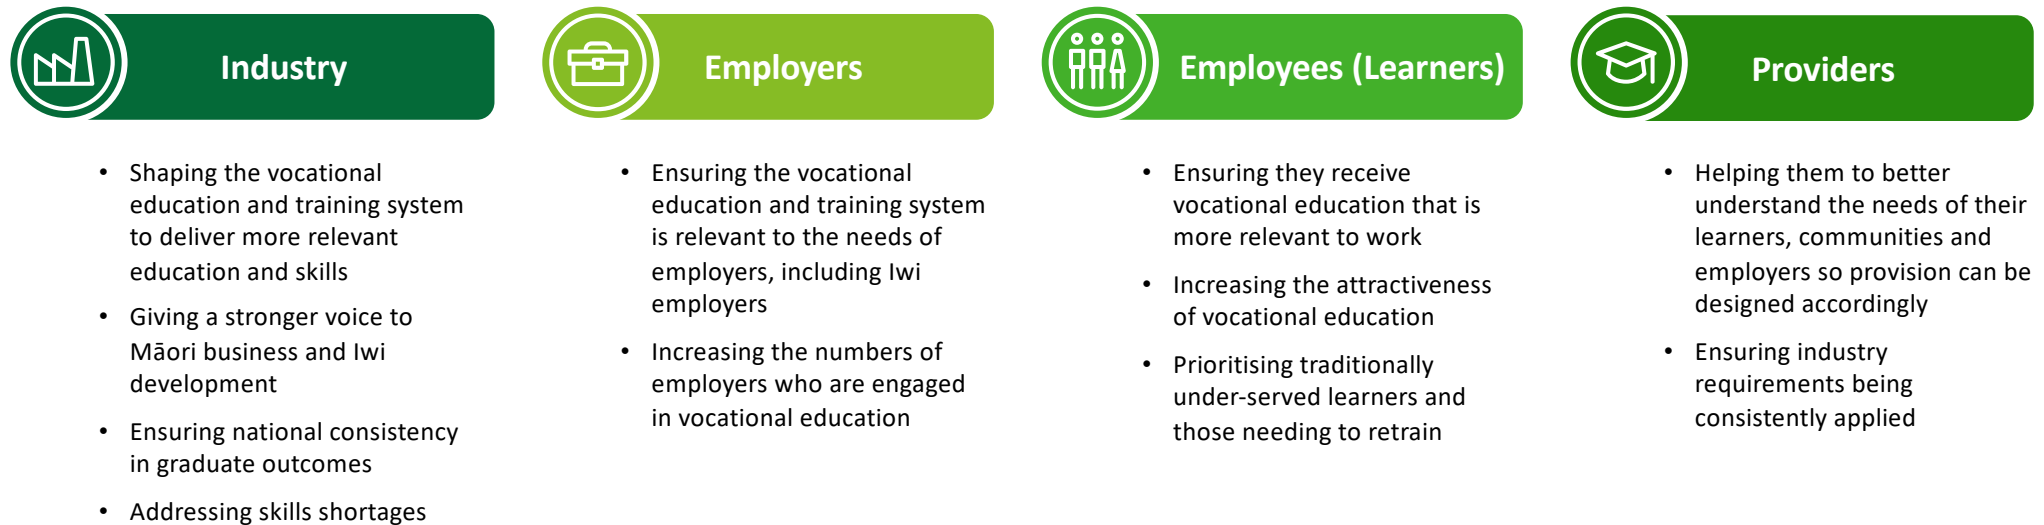 Industry
• Shaping the vocational
education and training system
to deliver more relevant
education and skills
• Giving a stronger voice to
Māori business and Iwi
development
• Ensuring national consistency
in graduate outcomes
• Addressing skills shortages
Employers
• Ensuring the vocational
education and training system
is relevant to the needs of
employers, including Iwi
employers
• Increasing the numbers of
employers who are engaged
in vocational education
Employees (Learners)
• Ensuring they receive
vocational education that is
more relevant to work
• Increasing the attractiveness
of vocational education
• Prioritising traditionally
under-served learners and
those needing to retrain
Providers
• Helping them to better
understand the needs of their
learners, communities and
employers so provision can be
designed accordingly
• Ensuring industry
requirements being
consistently applied